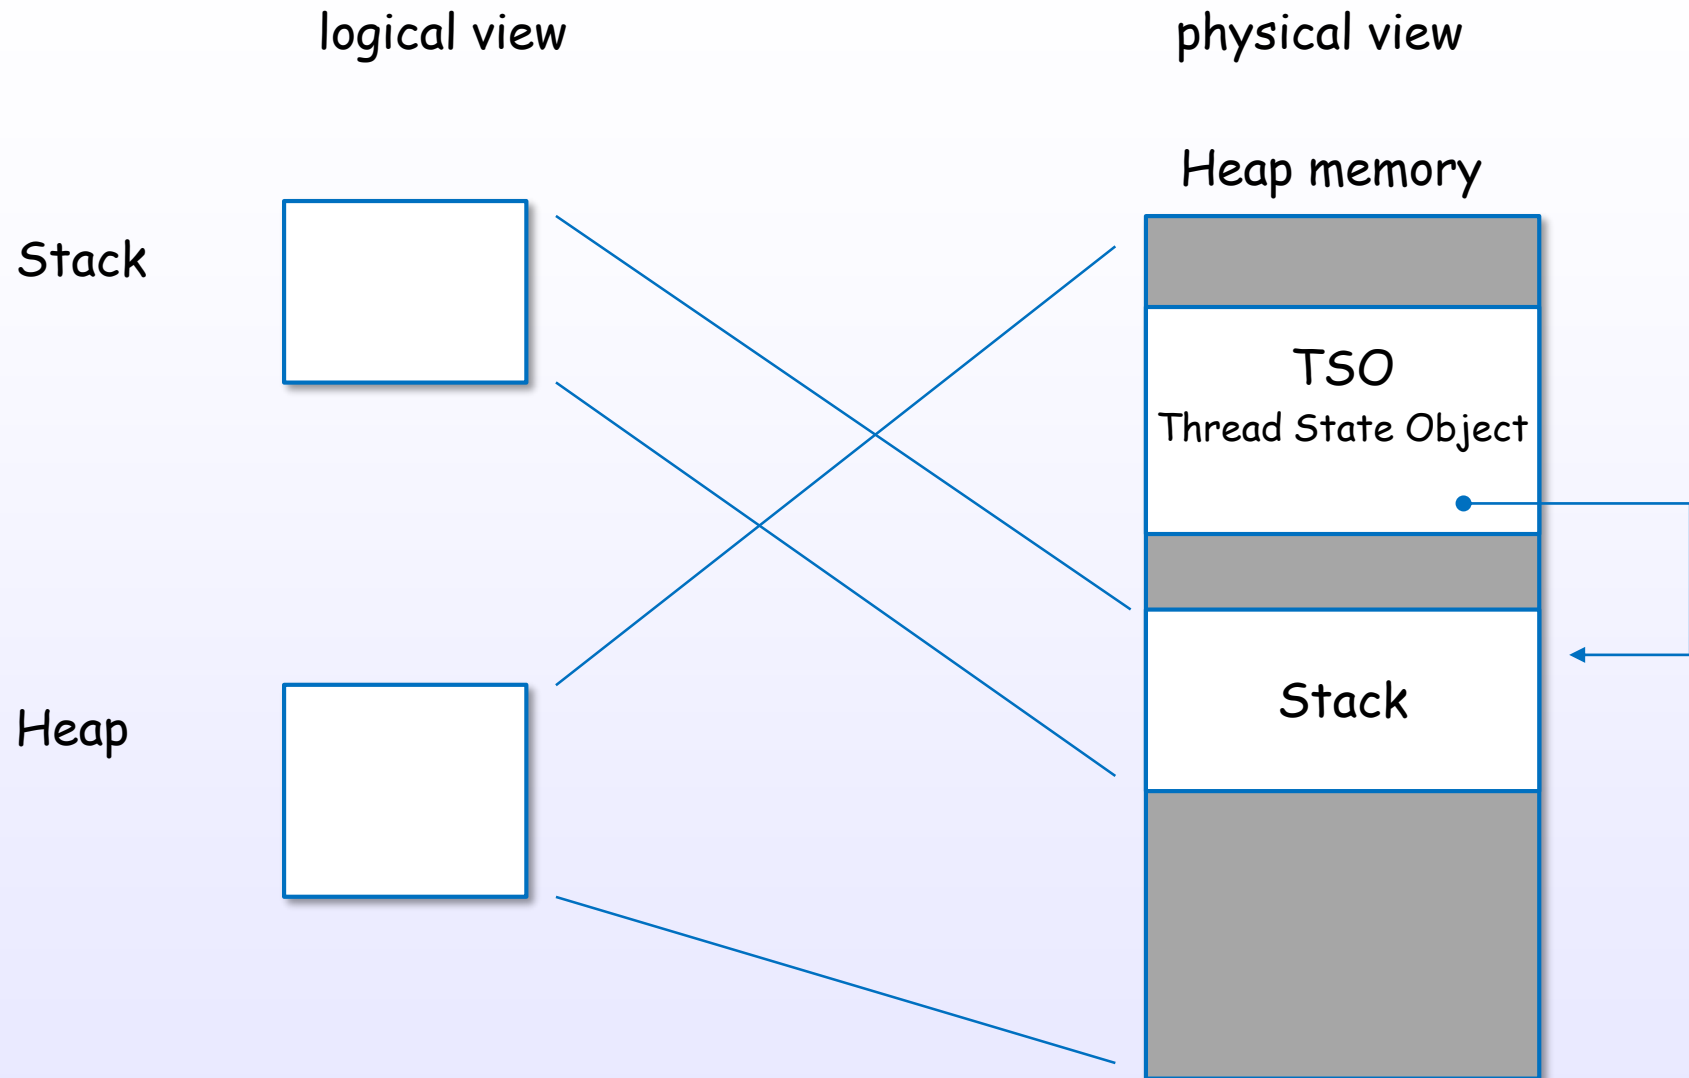 logical view
physical view
Heap memory
Stack
TSO
Thread State Object
Stack
Heap